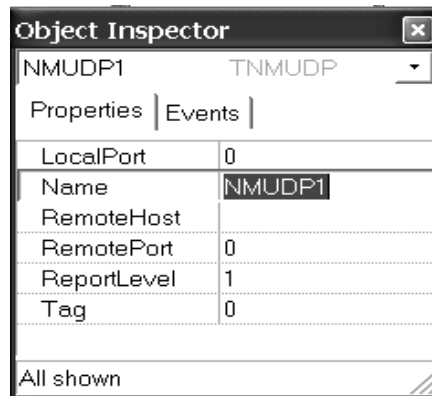 Object Inspector
NMUDP1 TNMUDP
Properties Events
LocalPort 0
Name NMUDP1
RemoteHost
RemotePort 0
ReportLevel 1
Tag 0
All shown